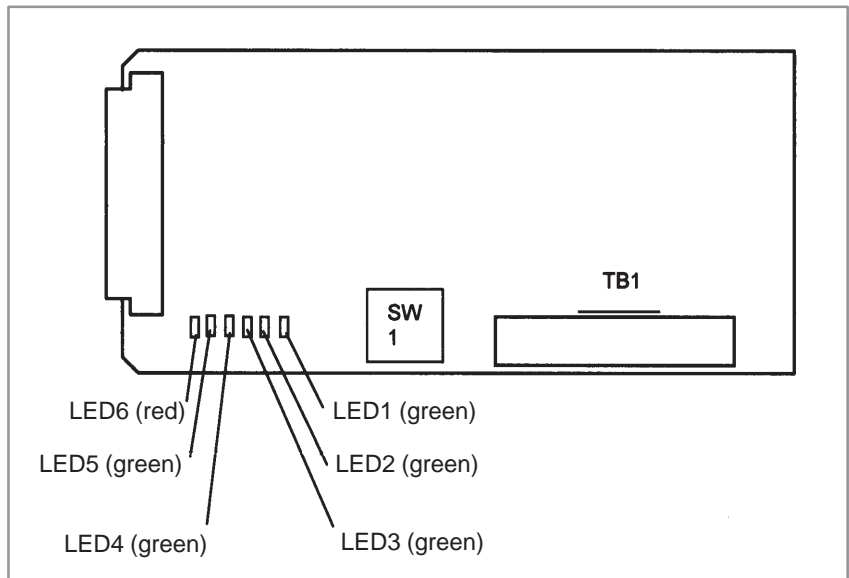 TB1
SW
1
LED6 (red)
LED1 (green)
LED5 (green)
LED2 (green)
LED4 (green)
LED3 (green)